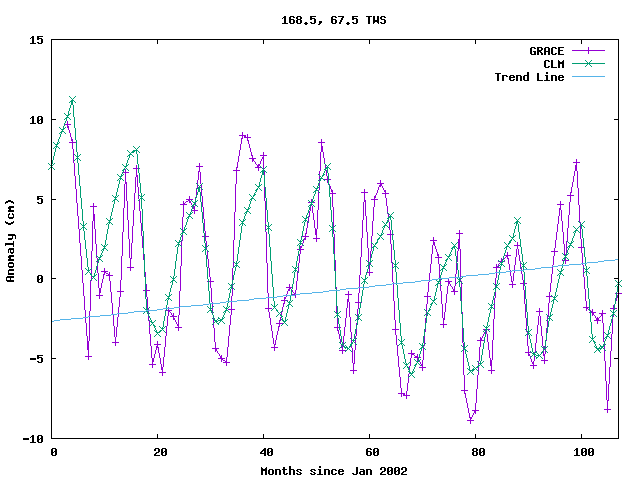 168.5, 67.5 TWS
GRACE
CLM
Trend Line
15
10
5
0
-5
-10
Anomaly (cm)
0 20 40 60 80 100
Months since Jan 2002